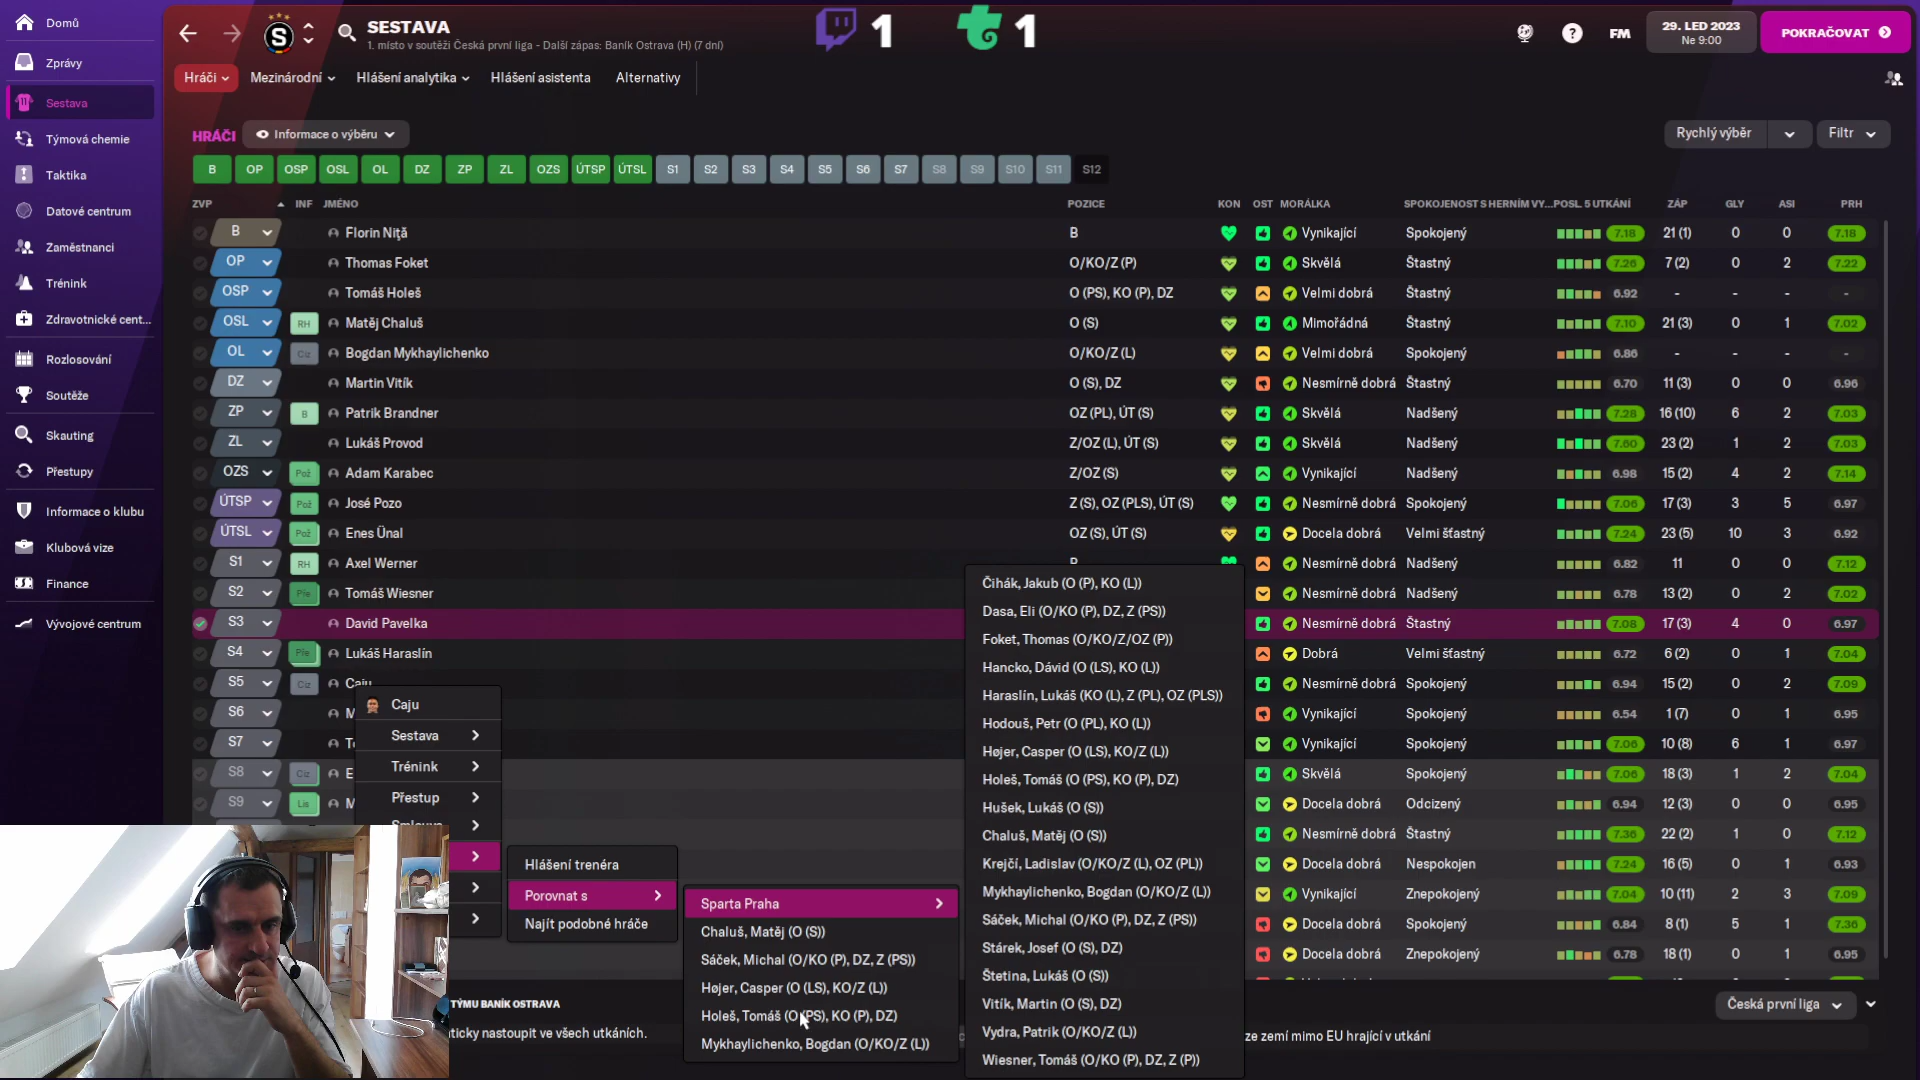 Domů
Zprávy
Sestava
Týmová chemie
Taktika
Datové centrum
Zaměstnanci
Trénink
Zdravotnické cent...
Rozlosování
Soutěže
Skauting
Přestupy
Informace o klubu
Klubová vize
Finance
Vývojové centrum
S
SESTAVA
1. místo v soutěži Česká první liga - Další zápas: Baník Ostrava (H) (7 dní)
1
1
FM
29. LED 2023
Ne 9:00
POKRAČOVAT
Hráči
Mezinárodní
Hlášení analytika
Hlášení asistenta
Alternativy
HRÁČI
Informace o výběru
Rychlý výběr
Filtr
B OP OSP OSL OL DZ ZP ZL OZS ÚTSP ÚTSL S1 S2 S3 S4 S5 S6 S7 S8 S9 S10 S11 S12
ZVP INF JMÉNO POZICE KON OST MORÁLKA SPOKOJENOST S HERNÍM VY... POSL. 5 UTKÁNÍ ZÁP GLY ASI PRH
B Florin Niţă B Vynikající Spokojený 7.18 21 (1) 0 0 7.18
OP Thomas Foket O/KO/Z (P) Skvělá Šťastný 7.26 7 (2) 0 2 7.22
OSP Tomáš Holeš O (PS), KO (P), DZ Velmi dobrá Šťastný 6.92 - - - -
OSL RH Matěj Chaluš O (S) Mimořádná Šťastný 7.10 21 (3) 0 1 7.02
OL Ciz Bogdan Mykhaylichenko O/KO/Z (L) Velmi dobrá Spokojený 6.86 - - - -
DZ Martin Vitík O (S), DZ Nesmírně dobrá Šťastný 6.70 11 (3) 0 0 6.96
ZP B Patrik Brandner OZ (PL), ÚT (S) Skvělá Nadšený 7.28 16 (10) 6 2 7.03
ZL Lukáš Provod Z/OZ (L), ÚT (S) Skvělá Nadšený 7.60 23 (2) 1 2 7.03
OZS Pož Adam Karabec Z/OZ (S) Vynikající Nadšený 6.98 15 (2) 4 2 7.14
ÚTSP Pož José Pozo Z (S), OZ (PLS), ÚT (S) Nesmírně dobrá Spokojený 7.06 17 (3) 3 5 6.97
ÚTSL Pož Enes Ünal OZ (S), ÚT (S) Docela dobrá Velmi šťastný 7.24 23 (5) 10 3 6.92
S1 RH Axel Werner Nesmírně dobrá Nadšený 6.82 11 0 0 7.12
S2 Pře Tomáš Wiesner Nesmírně dobrá Nadšený 6.78 13 (2) 0 2 7.02
S3 David Pavelka Nesmírně dobrá Šťastný 7.08 17 (3) 4 0 6.97
S4 Pře Lukáš Haraslín Dobrá Velmi šťastný 6.72 6 (2) 0 1 7.04
S5 Ciz Caju Nesmírně dobrá Spokojený 6.94 15 (2) 0 2 7.09
S6 M Vynikající Spokojený 6.54 1 (7) 0 1 6.95
S7 Vynikající Spokojený 7.06 10 (8) 6 1 6.97
S8 Ciz E Skvělá Spokojený 7.06 18 (3) 1 2 7.04
S9 Lis M Docela dobrá Odcizený 6.94 12 (3) 0 0 6.95
Nesmírně dobrá Šťastný 7.36 22 (2) 1 0 7.12
Docela dobrá Nespokojen 7.24 16 (5) 0 1 6.93
Vynikající Znepokojený 7.04 10 (11) 2 3 7.09
Docela dobrá Spokojený 6.84 8 (1) 5 1 7.36
Docela dobrá Znepokojený 6.78 18 (1) 0 1 6.95
Caju
Sestava
Trénink
Přestup
Hlášení trenéra
Porovnat s
Najít podobné hráče
Sparta Praha
Chaluš, Matěj (O (S))
Sáček, Michal (O/KO (P), DZ, Z (PS))
Højer, Casper (O (LS), KO/Z (L))
Holeš, Tomáš (O (PS), KO (P), DZ)
Mykhaylichenko, Bogdan (O/KO/Z (L))
Čihák, Jakub (O (P), KO (L))
Dasa, Eli (O/KO (P), DZ, Z (PS))
Foket, Thomas (O/KO/Z/OZ (P))
Hancko, Dávid (O (LS), KO (L))
Haraslín, Lukáš (KO (L), Z (PL), OZ (PLS))
Hodouš, Petr (O (PL), KO (L))
Højer, Casper (O (LS), KO/Z (L))
Holeš, Tomáš (O (PS), KO (P), DZ)
Hušek, Lukáš (O (S))
Chaluš, Matěj (O (S))
Krejčí, Ladislav (O/KO/Z (L), OZ (PL))
Mykhaylichenko, Bogdan (O/KO/Z (L))
Sáček, Michal (O/KO (P), DZ, Z (PS))
Stárek, Josef (O (S), DZ)
Štetina, Lukáš (O (S))
Vitík, Martin (O (S), DZ)
Vydra, Patrik (O/KO/Z (L))
Wiesner, Tomáš (O/KO (P), DZ, Z (P))
TÝMU BANÍK OSTRAVA
Česká první liga
cky nastoupit ve všech utkáních.
ze zemí mimo EU hrající v utkání